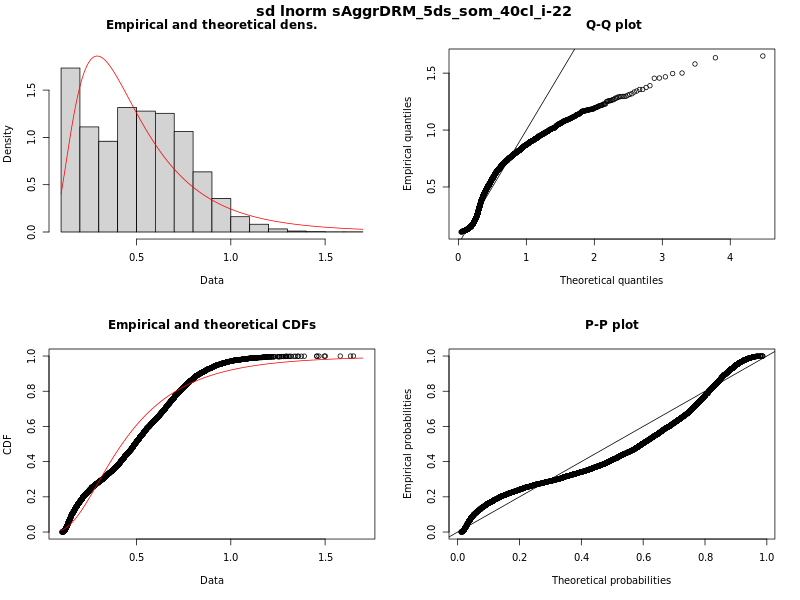 sd lnorm sAggrDRM_5ds_som_40cl_i-22
Empirical and theoretical dens.
Density
0.0 0.5 1.0 1.5
0.5 1.0 1.5
Data
Q-Q plot
Empirical quantiles
0.5 1.0 1.5
0 1 2 3 4
Theoretical quantiles
Empirical and theoretical CDFs
CDF
0.0 0.2 0.4 0.6 0.8 1.0
0.5 1.0 1.5
Data
P-P plot
Empirical probabilities
0.0 0.2 0.4 0.6 0.8 1.0
0.0 0.2 0.4 0.6 0.8 1.0
Theoretical probabilities